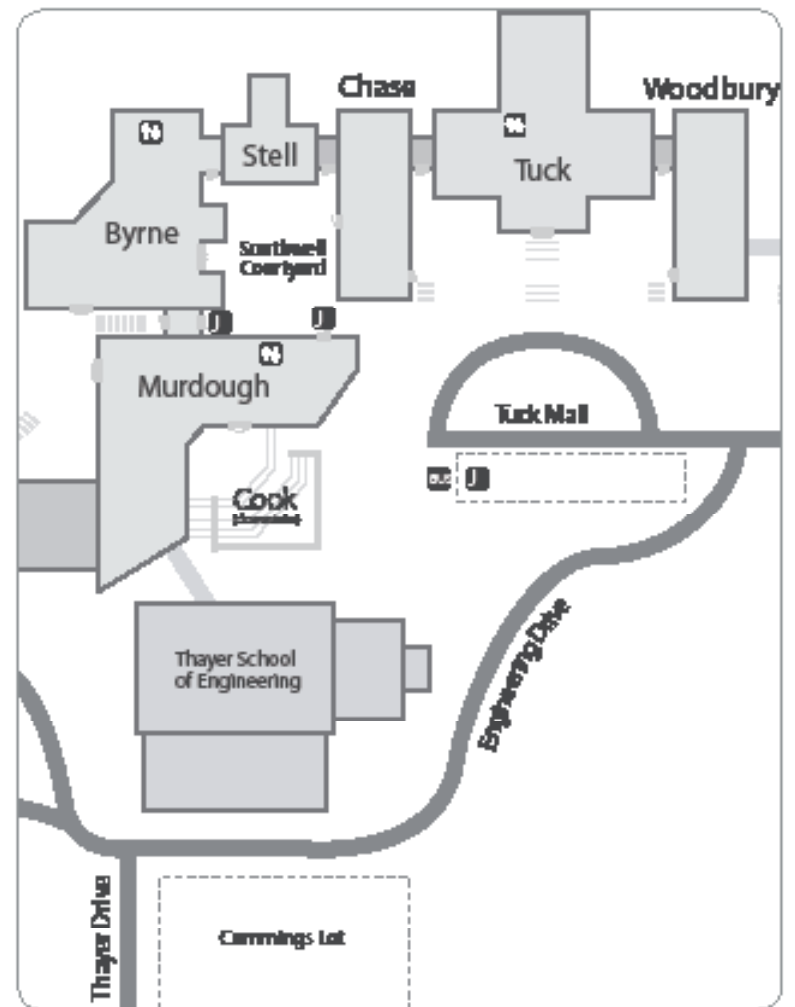 Chase
Woodbury
Stell
Tuck
Byrne
Courtyard
Murdough
Tuck Mall
BUS
Cook
Thayer School
of Engineering
Engineering Drive
Thayer Drive
Cummings Lot